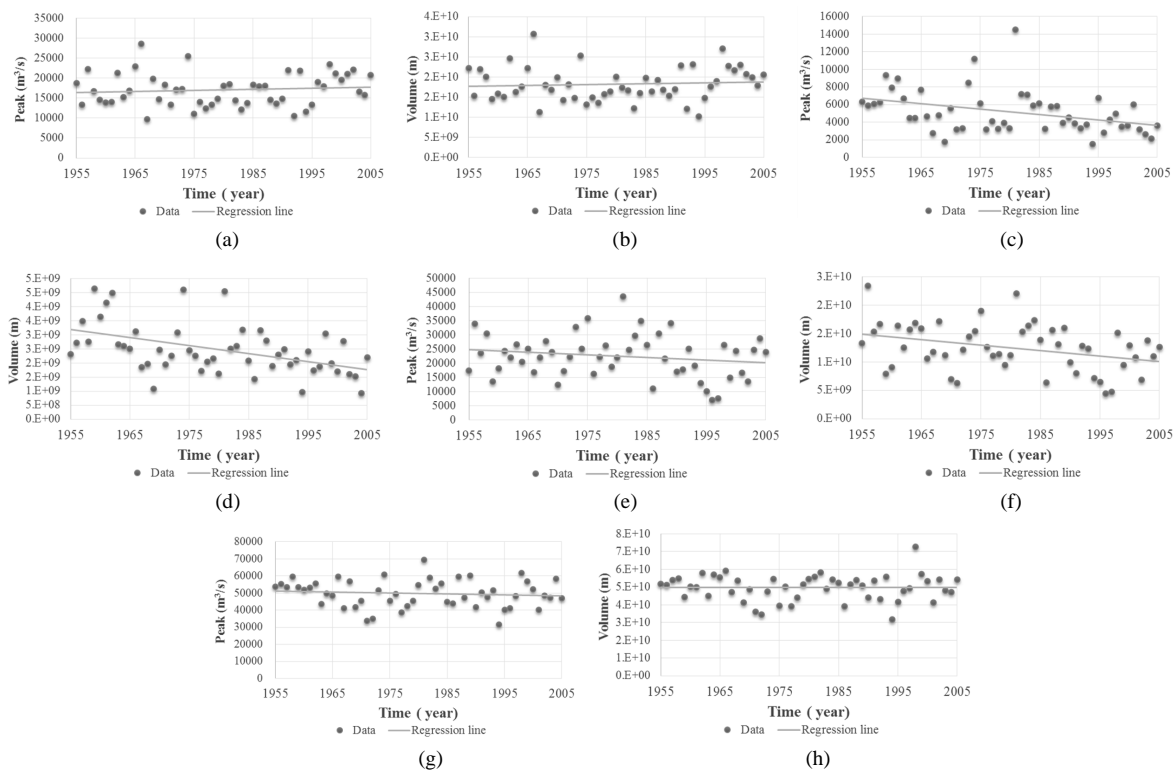 35000
30000
25000
20000
15000
10000
5000
0
Peak (m³/s)
1955 1965 1975 1985 1995 2005
Time ( year)
Data Regression line
(a)
4.E+10
3.E+10
3.E+10
2.E+10
2.E+10
1.E+10
5.E+09
0.E+00
Volume (m)
1955 1965 1975 1985 1995 2005
Time ( year)
Data Regression line
(b)
16000
14000
12000
10000
8000
6000
4000
2000
0
Peak (m³/s)
1955 1965 1975 1985 1995 2005
Time ( year)
Data Regression line
(c)
5.E+09
5.E+09
4.E+09
4.E+09
3.E+09
3.E+09
2.E+09
2.E+09
1.E+09
5.E+08
0.E+00
Volume (m)
1955 1965 1975 1985 1995 2005
Time ( year)
Data Regression line
(d)
50000
45000
40000
35000
30000
25000
20000
15000
10000
5000
0
Peak (m³/s)
1955 1965 1975 1985 1995 2005
Time ( year)
Data Regression line
(e)
3.E+10
2.E+10
2.E+10
1.E+10
5.E+09
0.E+00
Volume (m)
1955 1965 1975 1985 1995 2005
Time ( year)
Data Regression line
(f)
80000
70000
60000
50000
40000
30000
20000
10000
0
Peak (m³/s)
1955 1965 1975 1985 1995 2005
Time ( year)
Data Regression line
(g)
8.E+10
7.E+10
6.E+10
5.E+10
4.E+10
3.E+10
2.E+10
1.E+10
0.E+00
Volume (m)
1955 1965 1975 1985 1995 2005
Time ( year)
Data Regression line
(h)